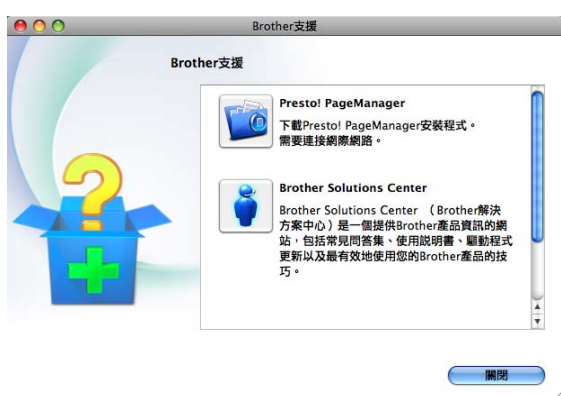 Brother支援
Brother支援
Presto! PageManager
下載Presto! PageManager安裝程式。
需要連接網際網路。
Brother Solutions Center
Brother Solutions Center （Brother解決
方案中心）是一個提供Brother產品資訊的網
站，包括常見問答集、使用說明書、驅動程式
更新以及最有效地使用您的Brother產品的技
巧。
關閉